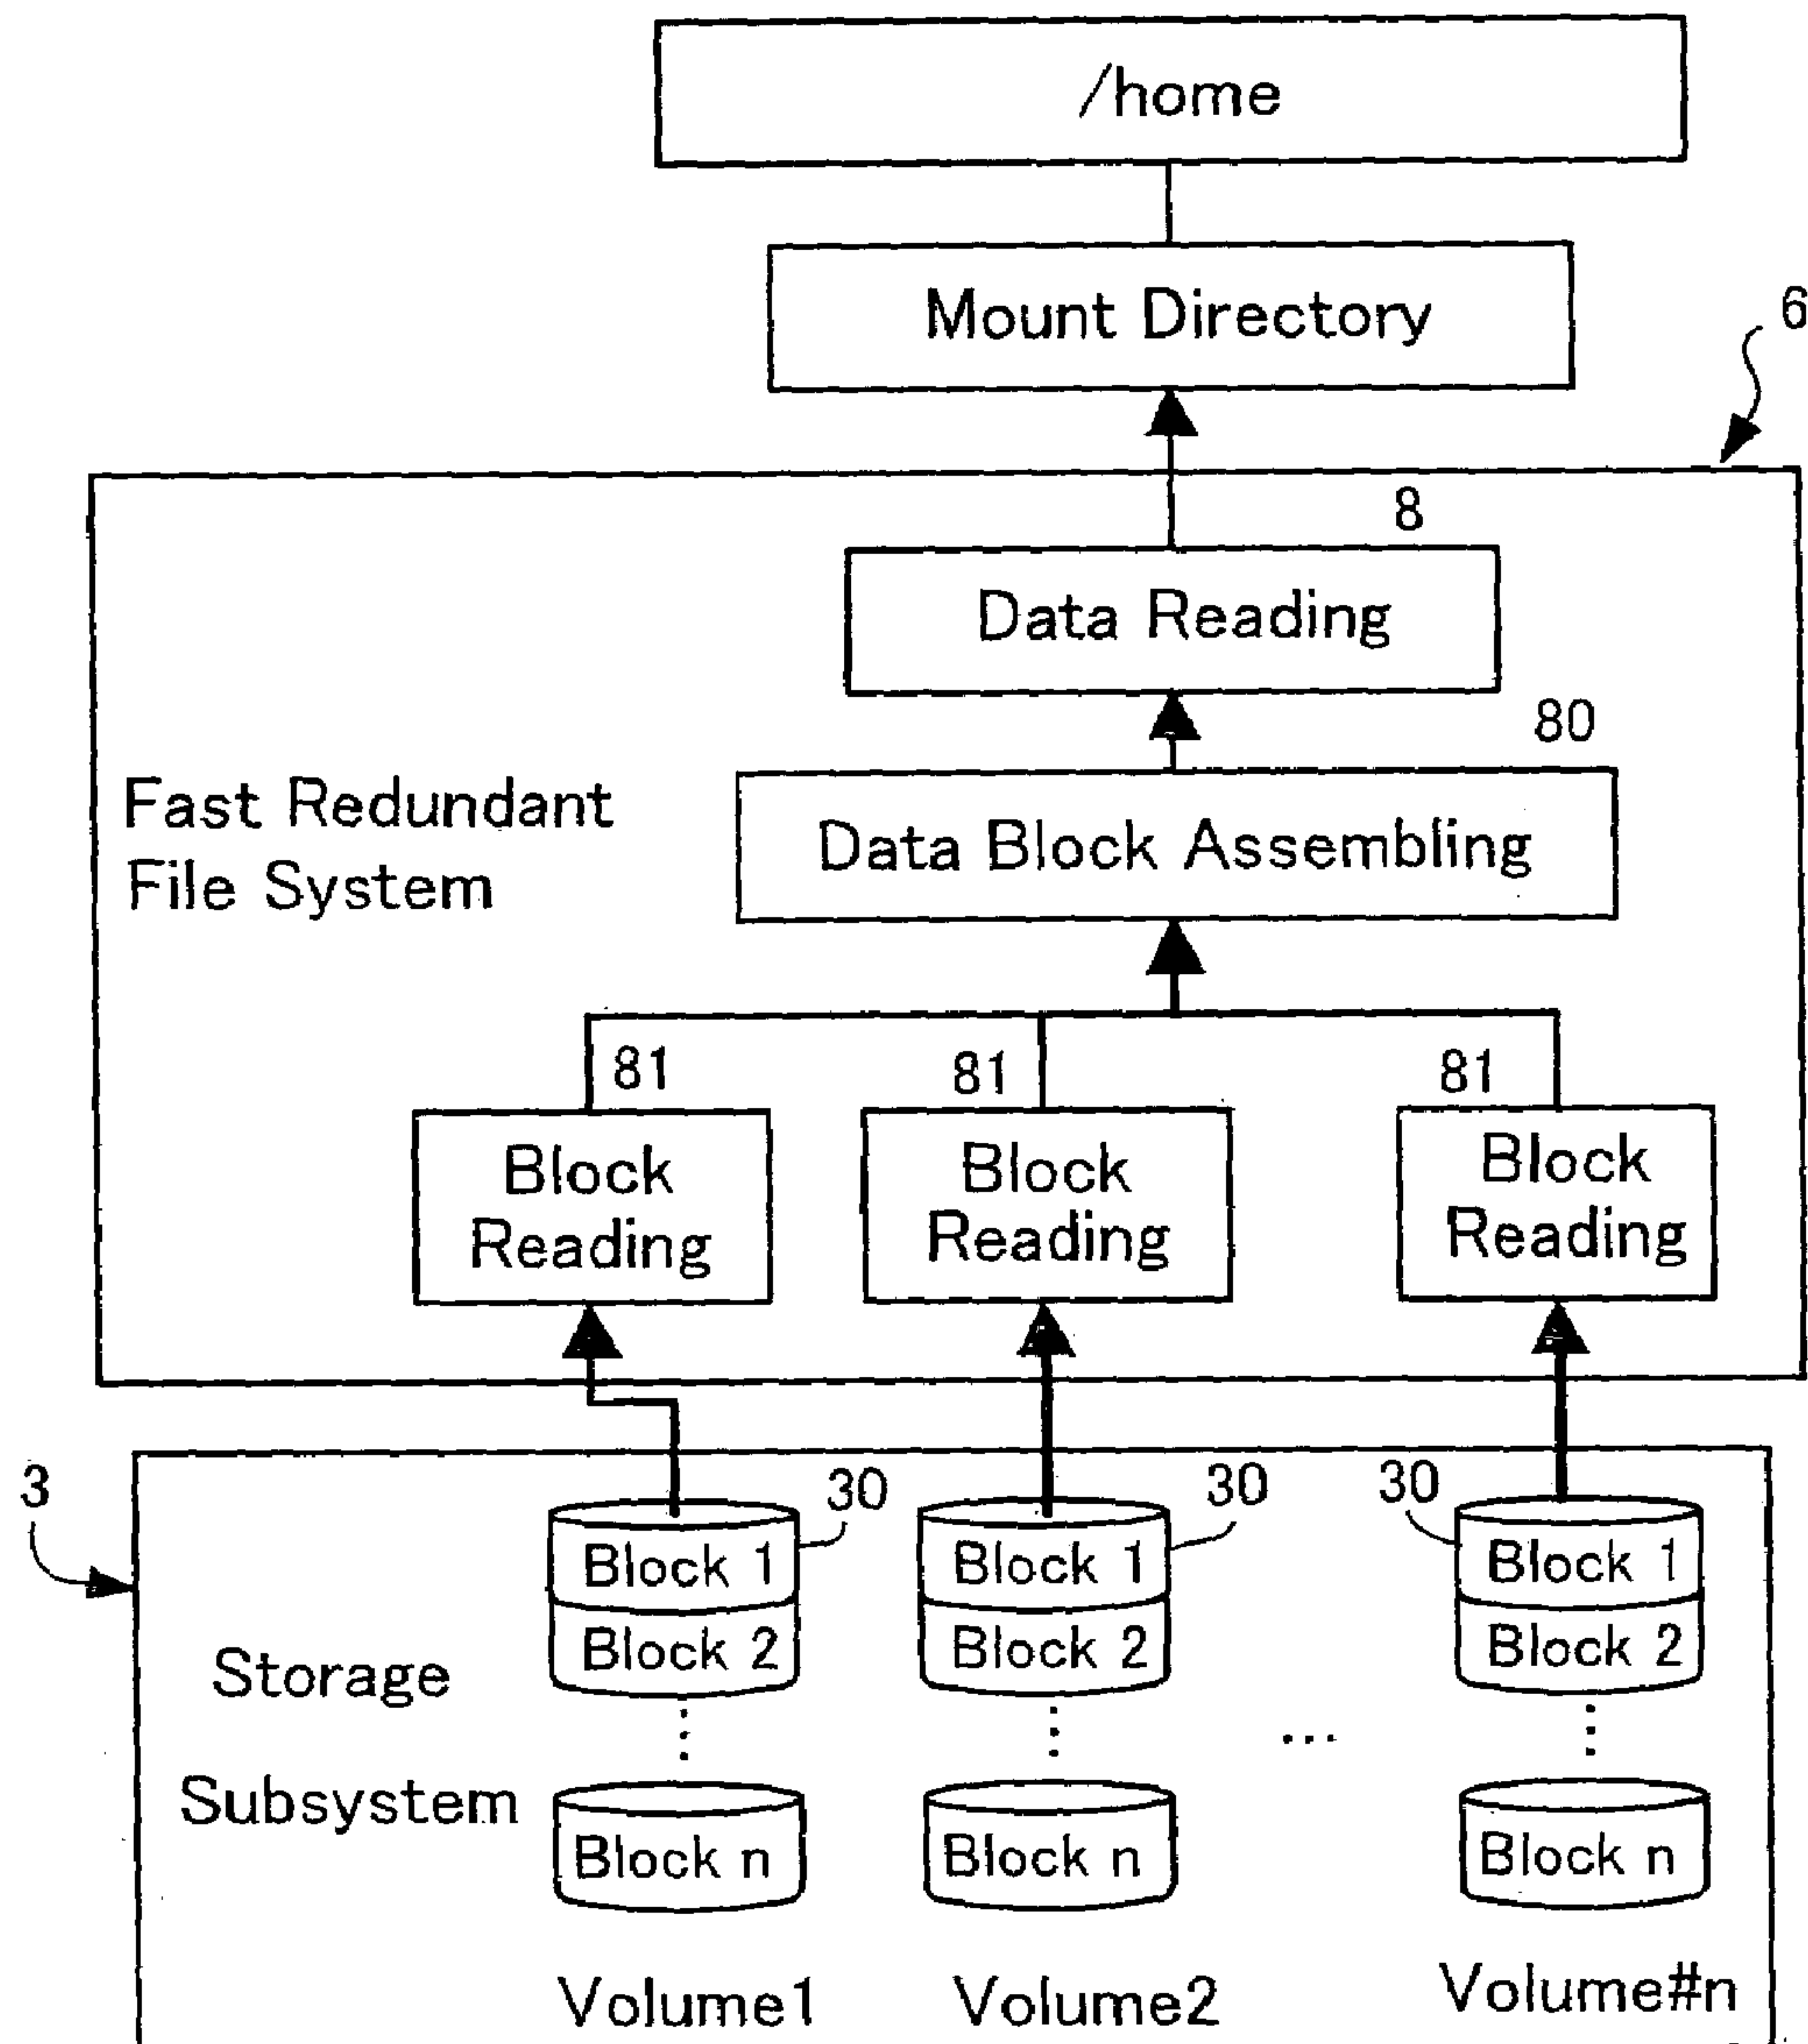 /home
Mount Directory
6
8
Data Reading
80
Fast Redundant
File System
Data Block Assembling
81
81
81
Block
Reading
Block
Reading
Block
Reading
3
30
30
30
Block 1
Block 2
Block 1
Block 2
Block 1
Block 2
Storage
Subsystem
⋮
⋮
...
⋮
Block n
Block n
Block n
Volume1
Volume2
Volume#n